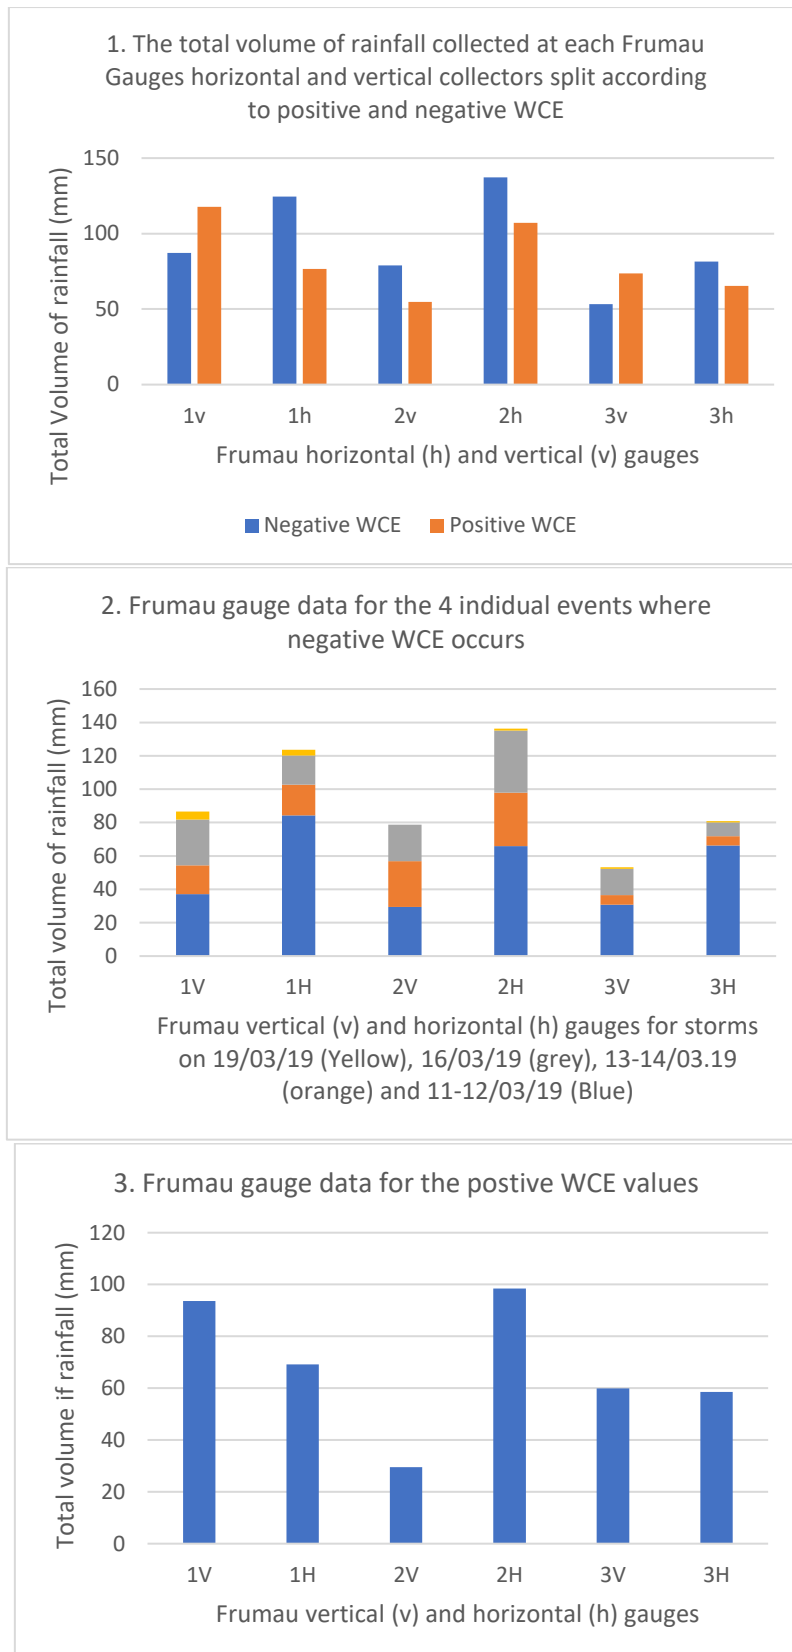 1. The total volume of rainfall collected at each Frumau
Gauges horizontal and vertical collectors split according
to positive and negative WCE
Total Volume of rainfall (mm)
150
100
50
0
1v 1h 2v 2h 3v 3h
Frumau horizontal (h) and vertical (v) gauges
Negative WCE Positive WCE
2. Frumau gauge data for the 4 indidual events where
negative WCE occurs
Total volume of rainfall (mm)
160
140
120
100
80
60
40
20
0
1V 1H 2V 2H 3V 3H
Frumau vertical (v) and horizontal (h) gauges for storms
on 19/03/19 (Yellow), 16/03/19 (grey), 13-14/03.19
(orange) and 11-12/03/19 (Blue)
3. Frumau gauge data for the postive WCE values
Total volume if rainfall (mm)
120
100
80
60
40
20
0
1V 1H 2V 2H 3V 3H
Frumau vertical (v) and horizontal (h) gauges